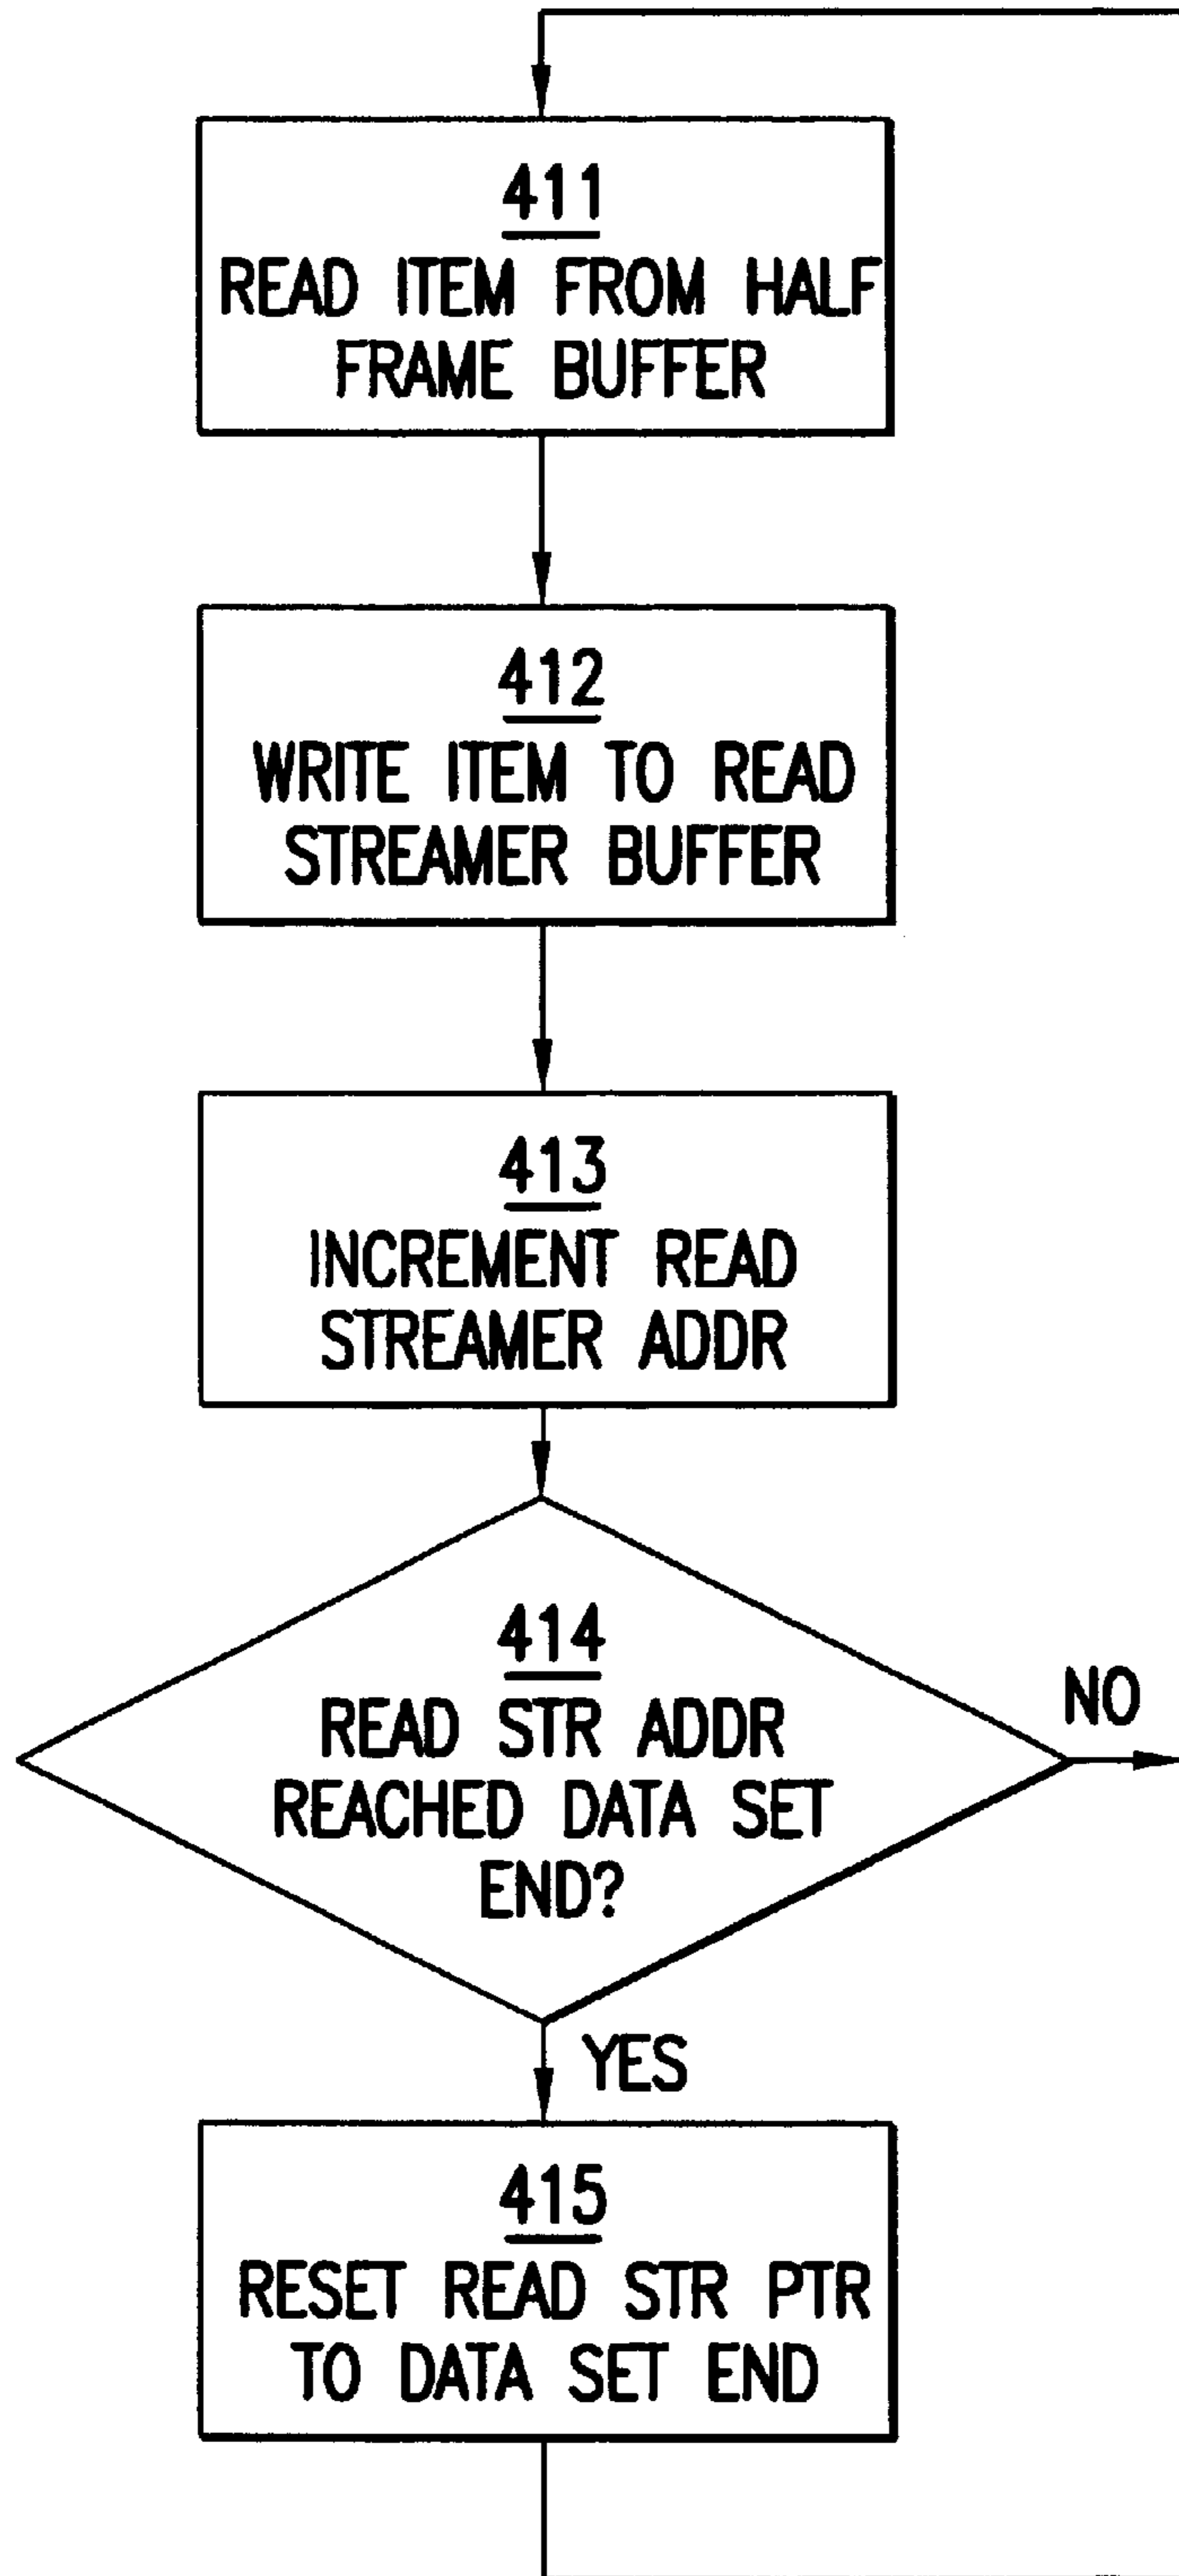 411
READ ITEM FROM HALF
FRAME BUFFER
412
WRITE ITEM TO READ
STREAMER BUFFER
413
INCREMENT READ
STREAMER ADDR
414
READ STR ADDR
REACHED DATA SET
END?
NO
YES
415
RESET READ STR PTR
TO DATA SET END